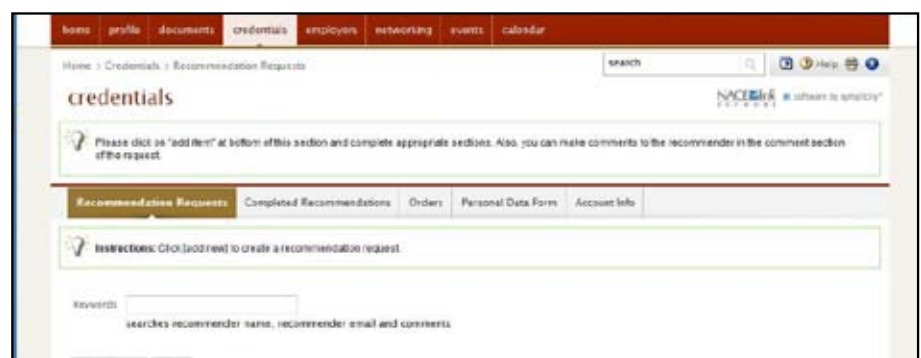 home profile documents credentials employers networking events calendar
Home > Credentials > Recommendation Requests
search
Help
credentials
NACElink
NETWORK
software by symplicity
Please click on "add item" at bottom of this section and complete appropriate sections. Also, you can make comments to the recommender in the comment section
of the request.
Recommendation Requests Completed Recommendations Orders Personal Data Form Account Info
Instructions: Click [add new] to create a recommendation request.
Keywords
searches recommender name, recommender email and comments